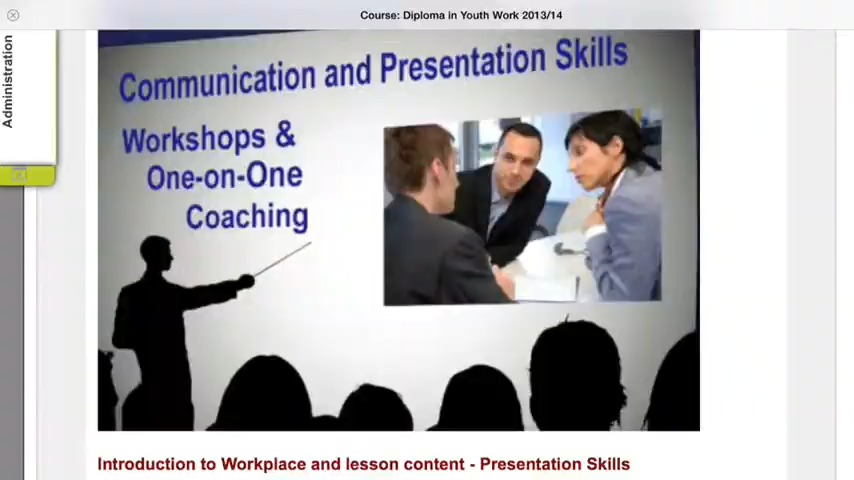 Course: Diploma in Youth Work 2013/14
Administration
Communication and Presentation Skills
Workshops &
One-on-One
Coaching
Introduction to Workplace and lesson content - Presentation Skills